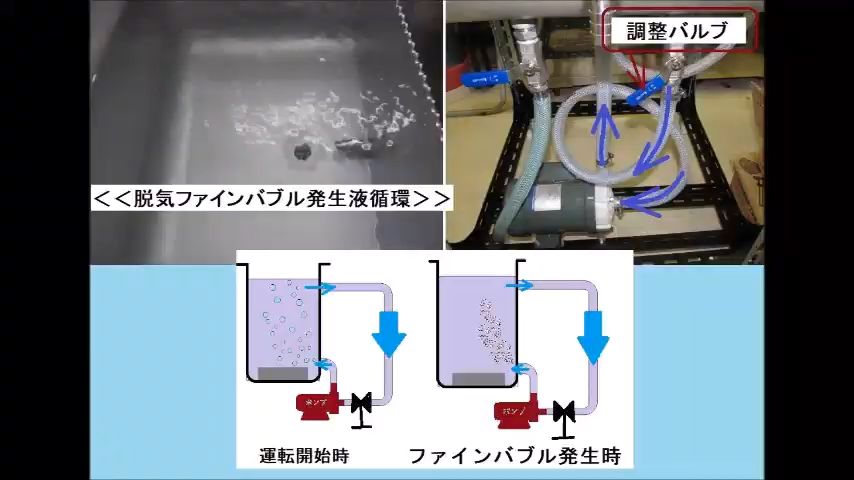 調整バルブ
<<脱気ファインバブル発生液循環>>
ポンプ
ポンプ
運転開始時
ファインバブル発生時